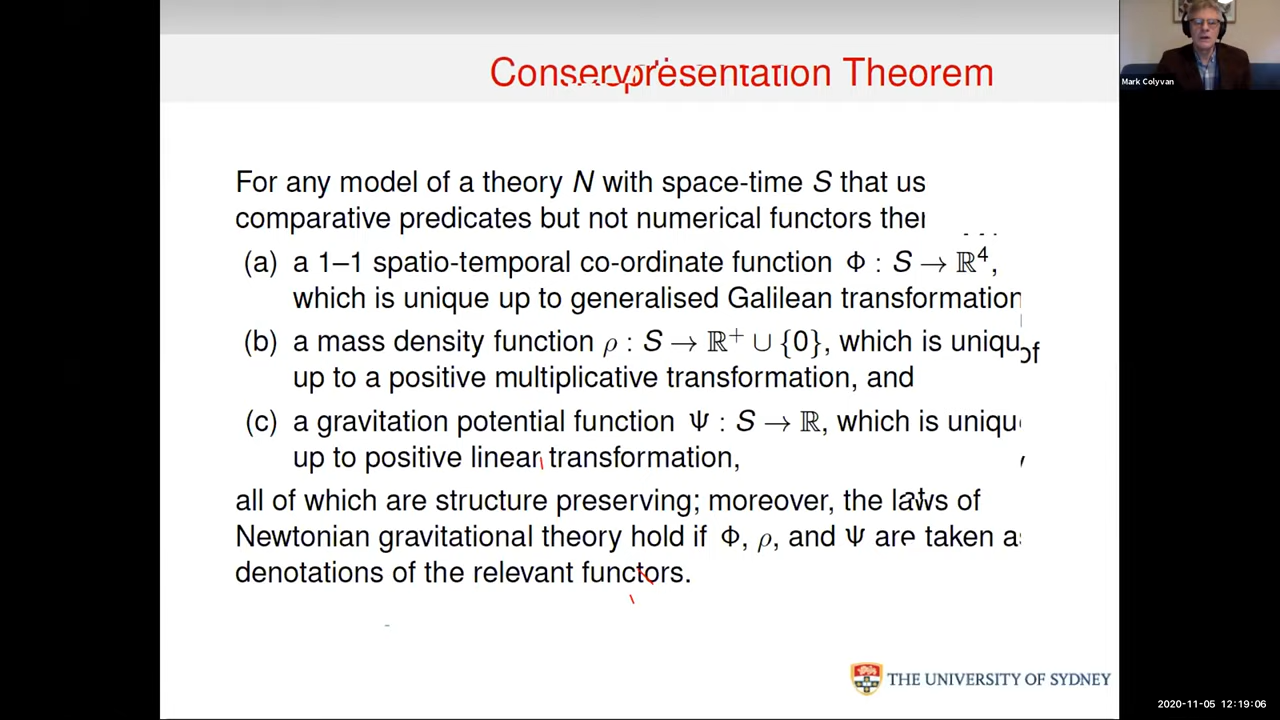 Conservpresentation Theorem
Mark Colyvan
For any model of a theory N with space-time S that us
comparative predicates but not numerical functors ther
(a) a 1–1 spatio-temporal co-ordinate function Φ : S → ℝ⁴,
which is unique up to generalised Galilean transformation
(b) a mass density function ρ : S → ℝ⁺ ∪ {0}, which is uniqu
of
up to a positive multiplicative transformation, and
(c) a gravitation potential function Ψ : S → ℝ, which is uniqu
up to positive linear transformation,
all of which are structure preserving; moreover, the laws of
Newtonian gravitational theory hold if Φ, ρ, and Ψ are taken as
denotations of the relevant functors.
THE UNIVERSITY OF SYDNEY
2020-11-05 12:19:06